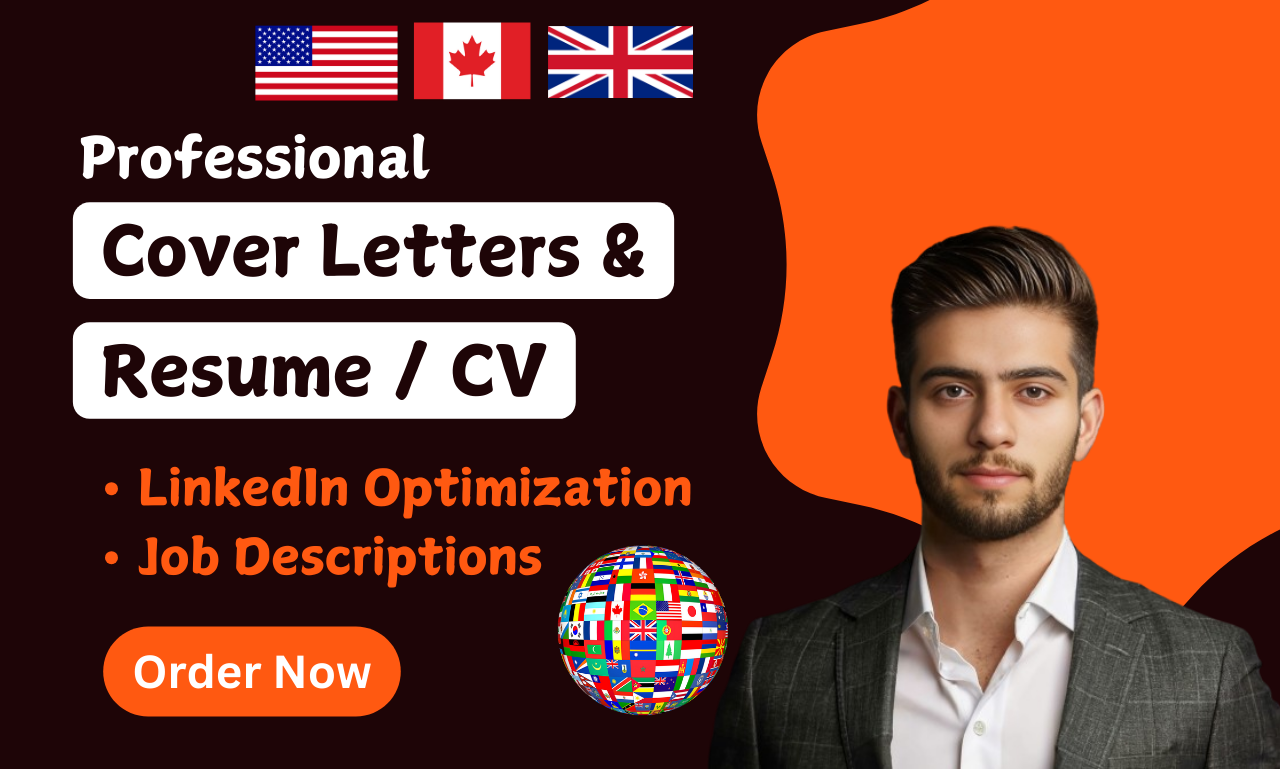 Professional
Cover Letters &
Resume / CV
• LinkedIn Optimization
• Job Descriptions
Order Now